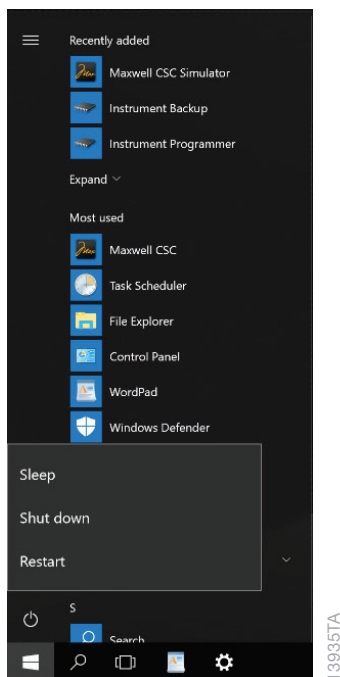 Recently added
Maxwell CSC Simulator
Instrument Backup
Instrument Programmer
Expand
Most used
Maxwell CSC
Task Scheduler
File Explorer
Control Panel
WordPad
Windows Defender
Sleep
Shut down
Restart
S
Search
13935TA